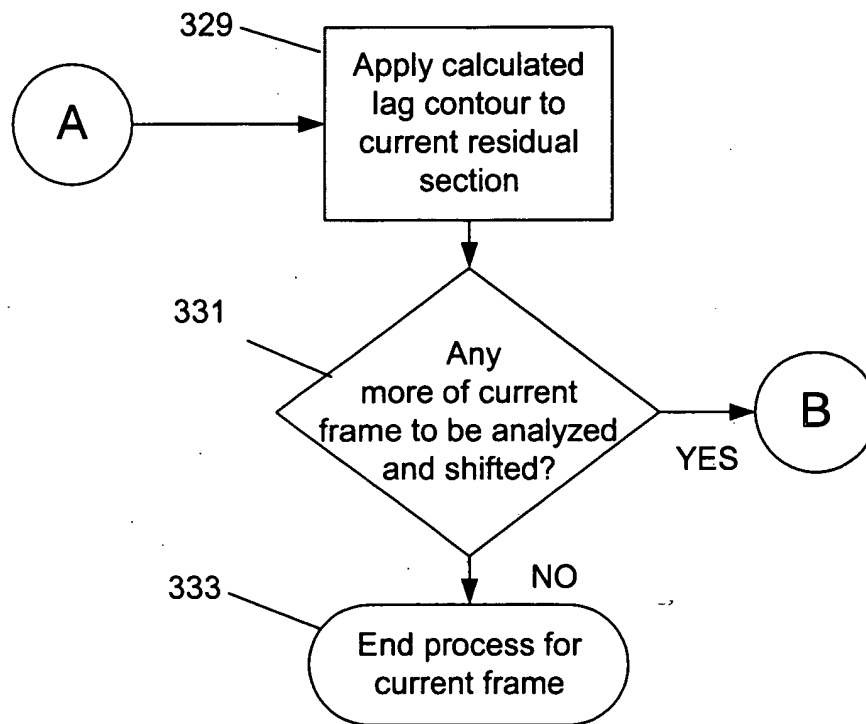 329
Apply calculated
lag contour to
current residual
section
A
331
Any
more of current
frame to be analyzed
and shifted?
B
YES
NO
333
End process for
current frame